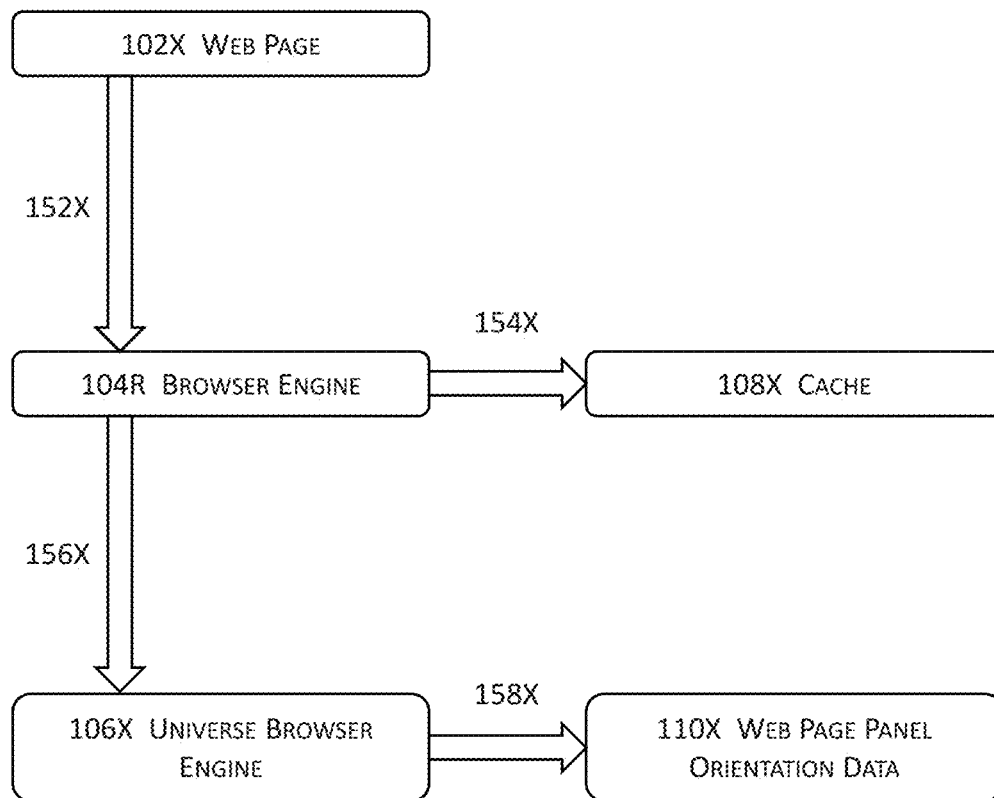 102X WEB PAGE
152X
154X
104R BROWSER ENGINE
108X CACHE
156X
158X
106X UNIVERSE BROWSER
ENGINE
110X WEB PAGE PANEL
ORIENTATION DATA